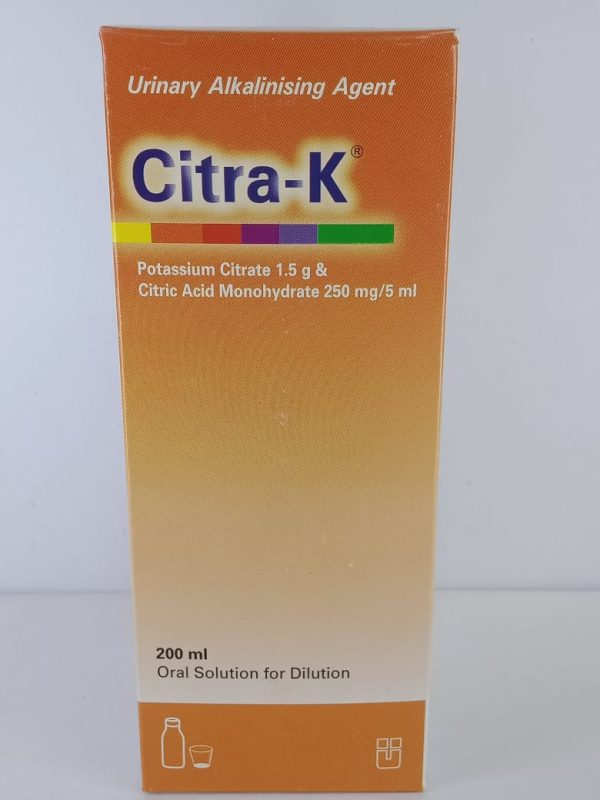 Urinary Alkalinising Agent
Citra-K®
Potassium Citrate 1.5 g &
Citric Acid Monohydrate 250 mg/5 ml
200 ml
Oral Solution for Dilution